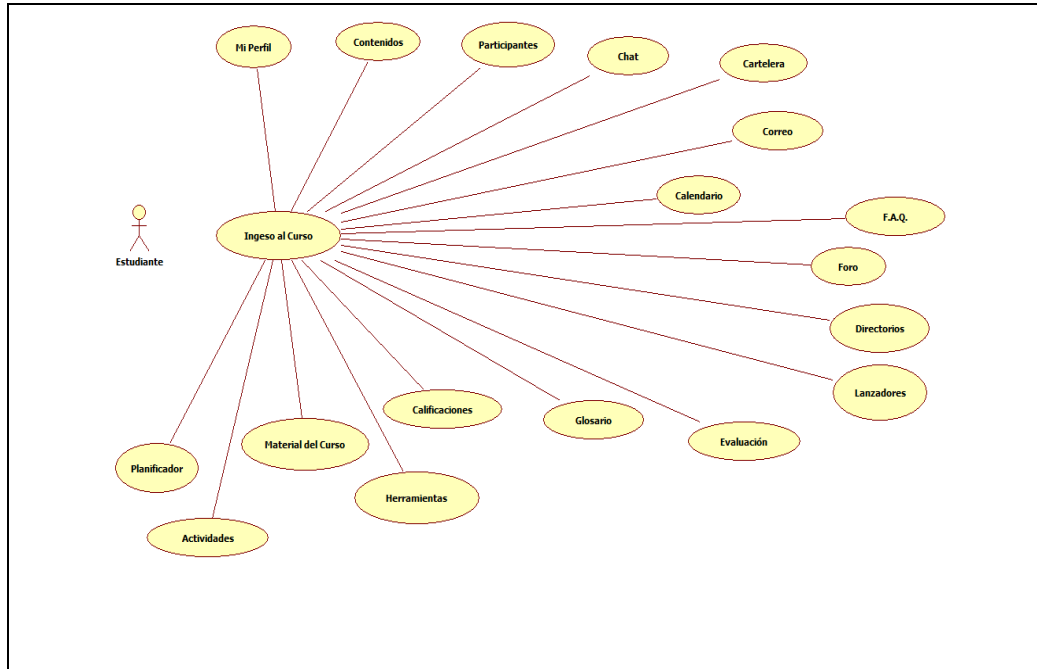 Mi Perfil
Contenidos
Participantes
Chat
Cartelera
Correo
Calendario
F.A.Q.
Estudiante
Ingeso al Curso
Foro
Directorios
Lanzadores
Calificaciones
Glosario
Evaluación
Material del Curso
Planificador
Herramientas
Actividades